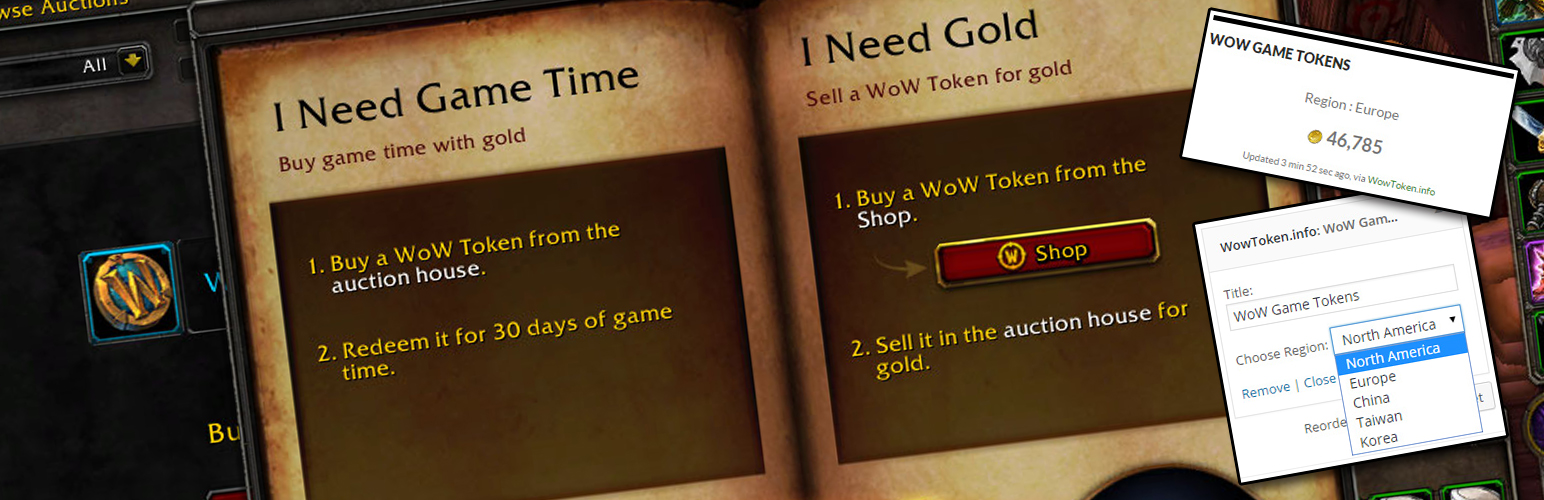 wse Auctions
All
I Need Game Time
Buy game time with gold
1. Buy a WoW Token from the
auction house.
2. Redeem it for 30 days of game
time.
I Need Gold
Sell a WoW Token for gold
1. Buy a WoW Token from the
Shop.
Shop
2. Sell it in the auction house for
gold.
W
Bu
WOW GAME TOKENS
Region : Europe
46,785
Updated 3 min 52 sec ago, via WowToken.info
WowToken.info: WoW Gam...
Title:
WoW Game Tokens
Choose Region: North America
North America
Europe
China
Taiwan
Korea
Remove | Close
Reorde